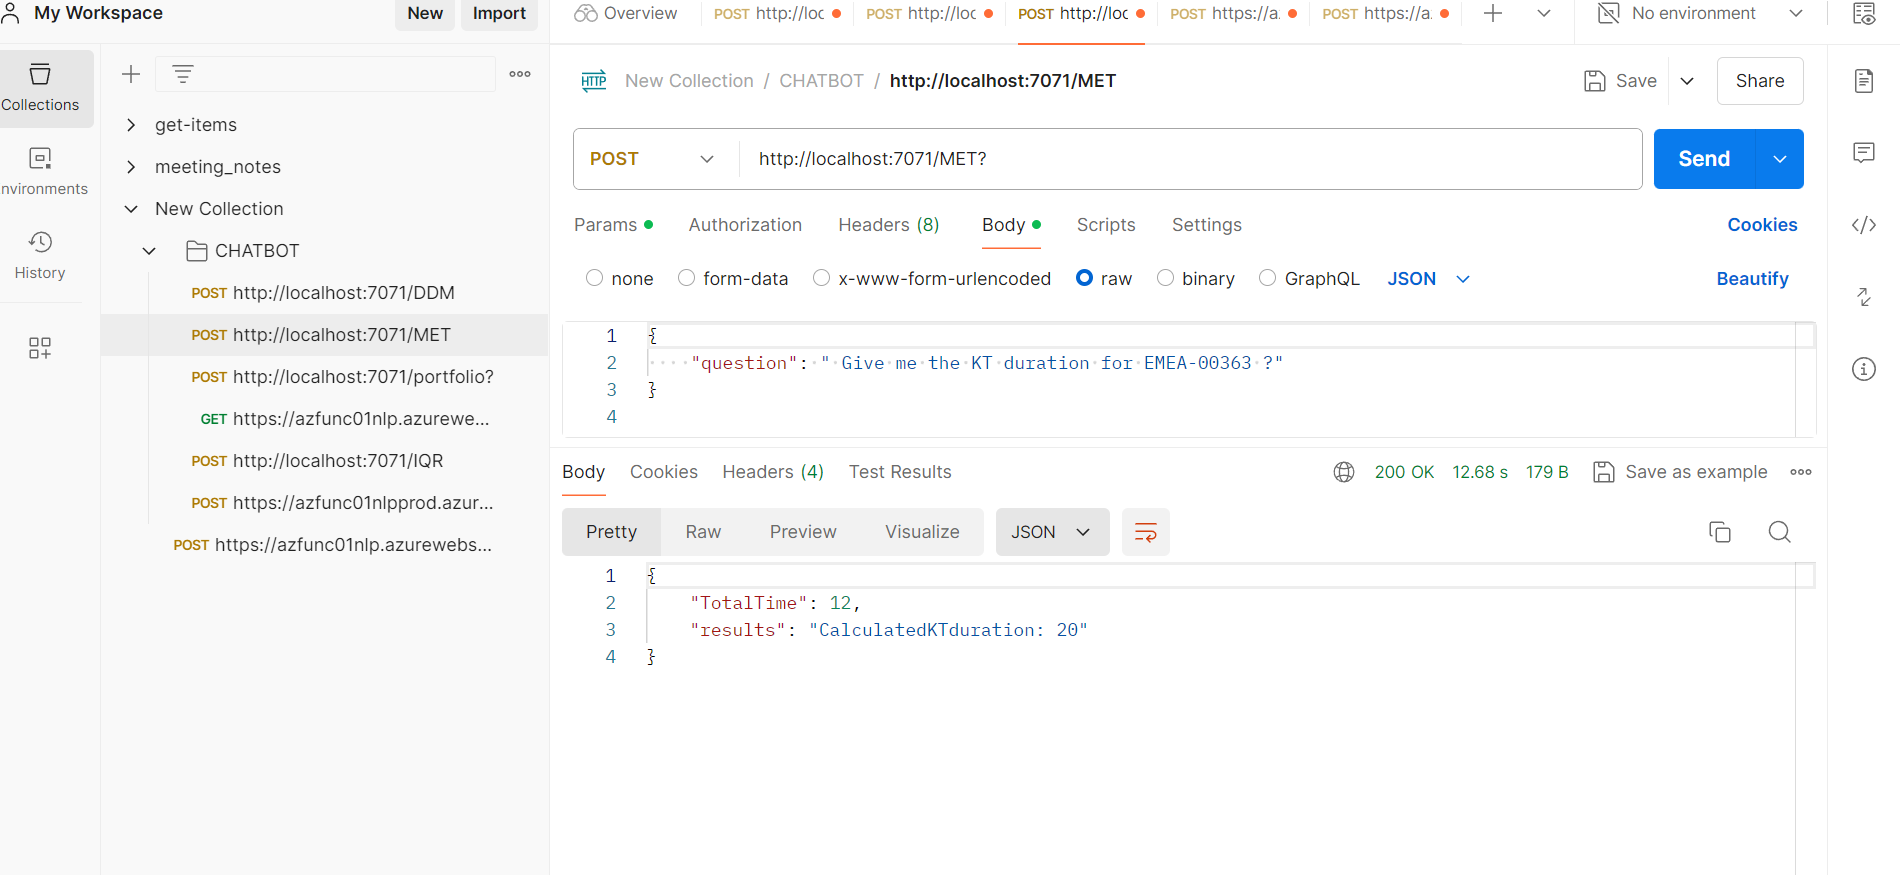 My Workspace
New
Import
Overview
POST http://loc
POST http://loc
POST http://loc
POST https://a.
POST https://a.
No environment
Collections
nvironments
History
get-items
meeting_notes
New Collection
CHATBOT
POST http://localhost:7071/DDM
POST http://localhost:7071/MET
POST http://localhost:7071/portfolio?
GET https://azfunc01nlp.azurewe...
POST http://localhost:7071/IQR
POST https://azfunc01nlpprod.azur...
POST https://azfunc01nlp.azurewebs...
HTTP New Collection / CHATBOT / http://localhost:7071/MET
Save
Share
POST
http://localhost:7071/MET?
Send
Params
Authorization
Headers (8)
Body
Scripts
Settings
Cookies
none
form-data
x-www-form-urlencoded
raw
binary
GraphQL
JSON
Beautify
1 {
2 "question": " Give me the KT duration for EMEA-00363 ?"
3 }
4
Body
Cookies
Headers (4)
Test Results
200 OK
12.68 s
179 B
Save as example
Pretty
Raw
Preview
Visualize
JSON
1 {
2 "TotalTime": 12,
3 "results": "CalculatedKTduration: 20"
4 }